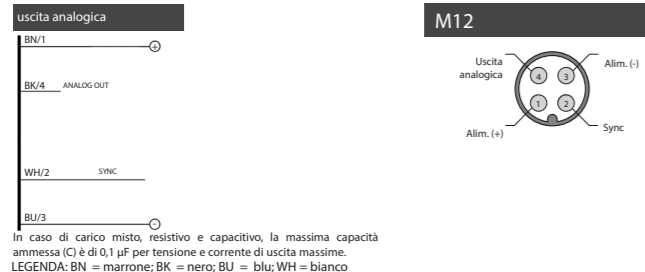 uscita analogica
BN/1
+
BK/4 ANALOG OUT
WH/2 SYNC
BU/3
-
In caso di carico misto, resistivo e capacitivo, la massima capacità
ammessa (C) è di 0,1 µF per tensione e corrente di uscita massime.
LEGENDA: BN = marrone; BK = nero; BU = blu; WH = bianco
M12
Uscita
analogica
Alim. (-)
4 3
1 2
Alim. (+)
Sync